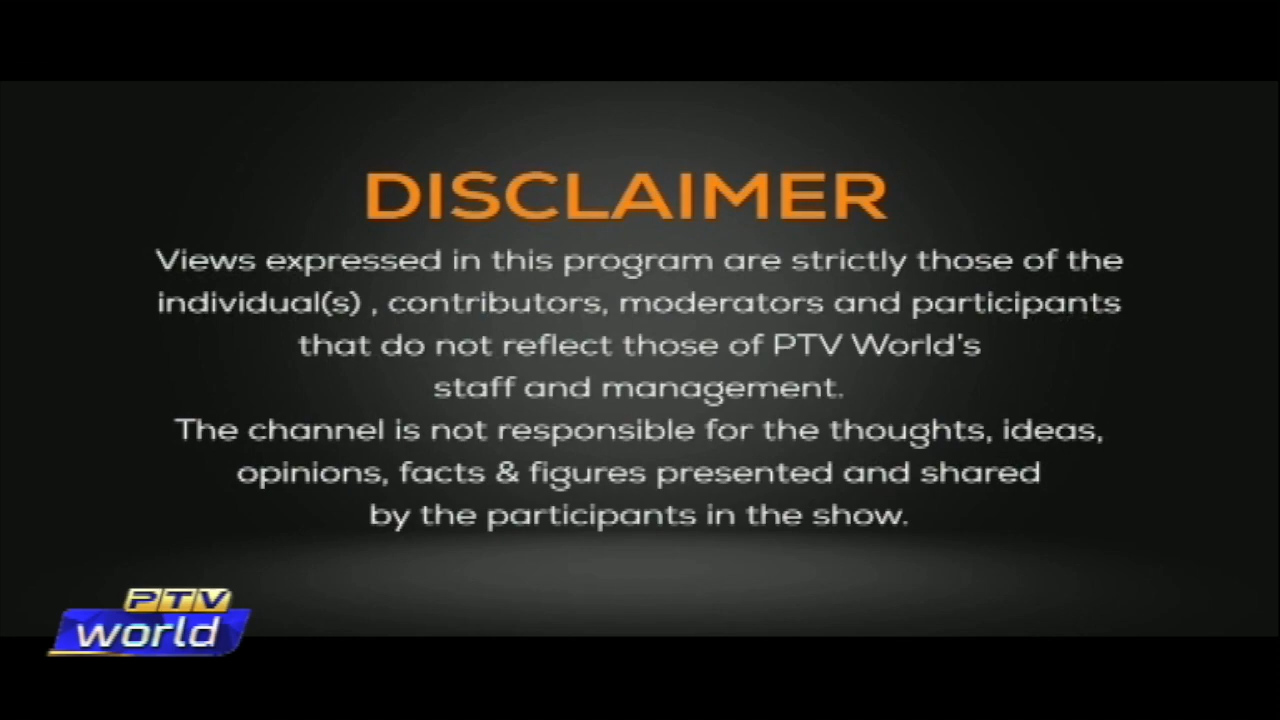 DISCLAIMER
Views expressed in this program are strictly those of the
individual(s) , contributors, moderators and participants
that do not reflect those of PTV World's
staff and management.
The channel is not responsible for the thoughts, ideas,
opinions, facts & figures presented and shared
by the participants in the show.
PTV
world